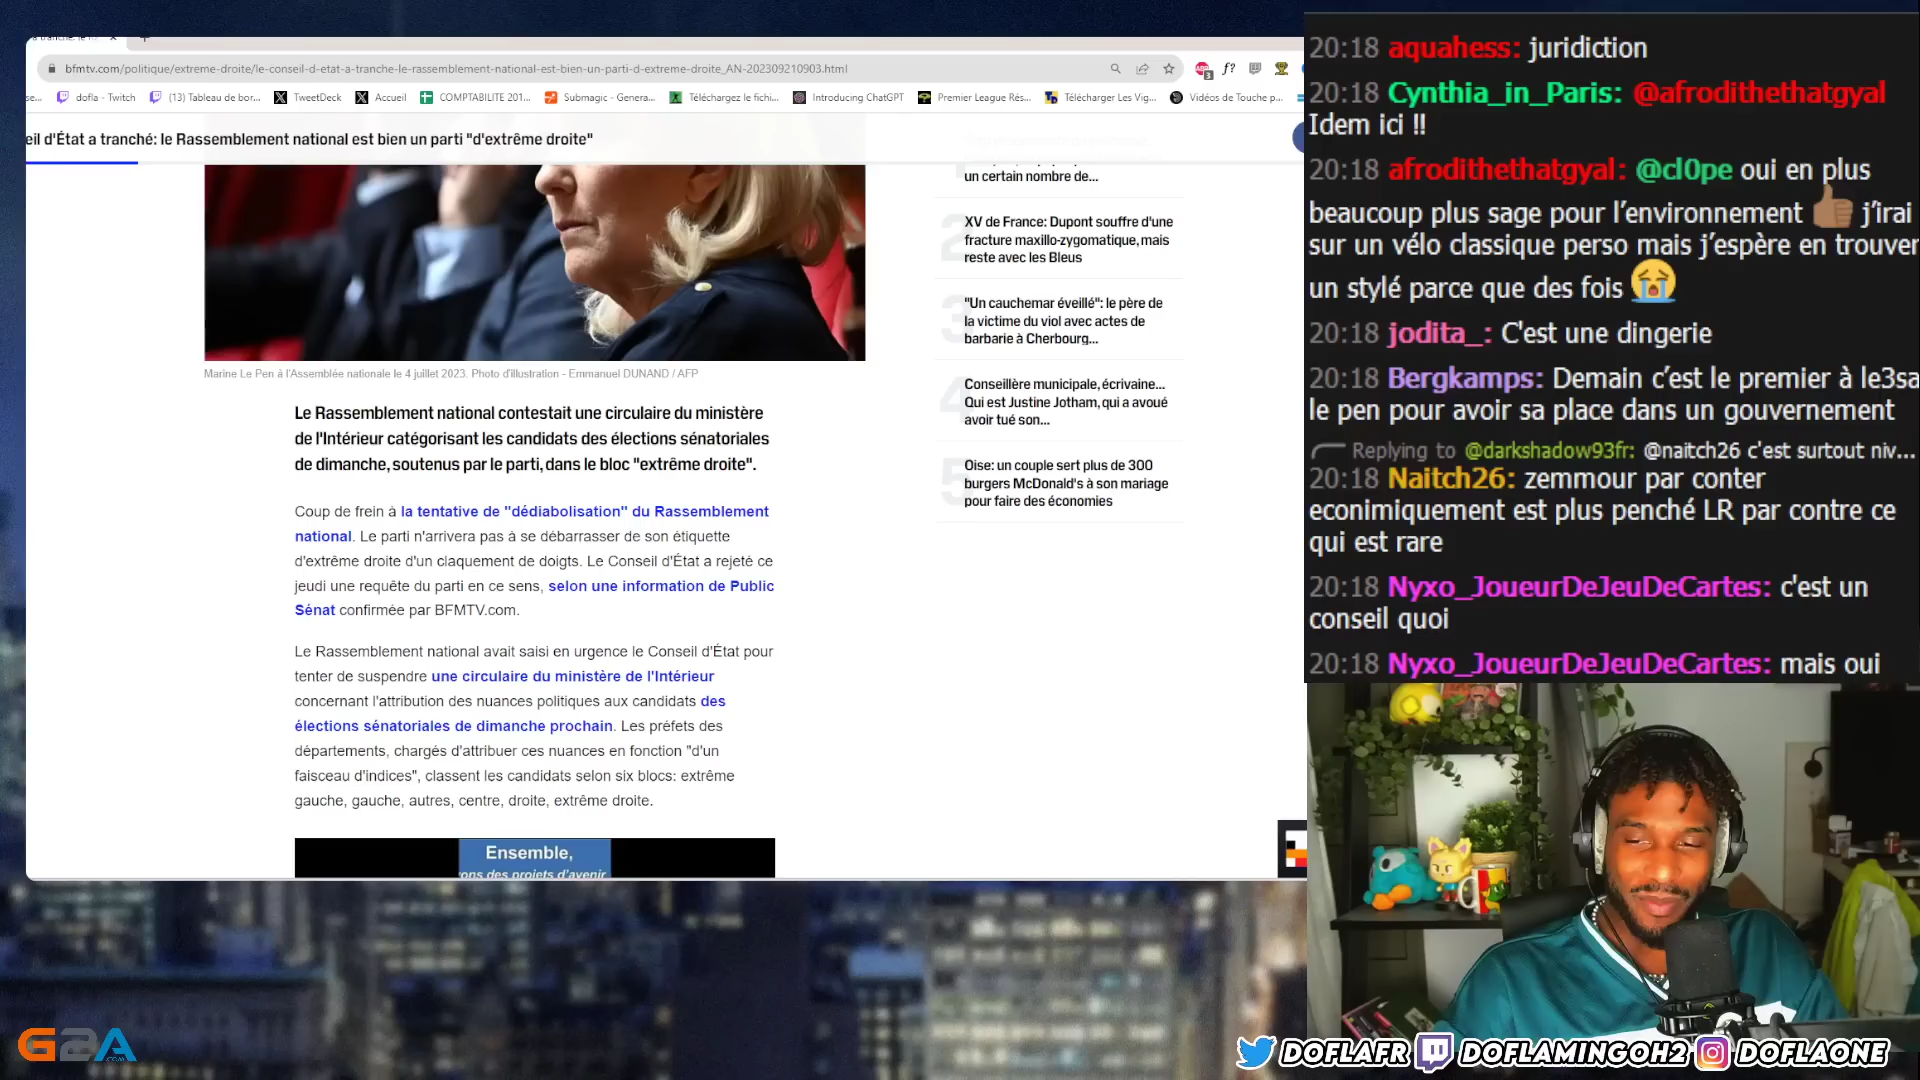 bfmtv.com/politique/extreme-droite/le-conseil-d-etat-a-tranche-le-rassemblement-national-est-bien-un-parti-d-extreme-droite_AN-202309210903.html
dofla - Twitch
(13) Tableau de bor...
TweetDeck
Accueil
COMPTABILITE 201...
Submagic - Genera...
Téléchargez le fichi...
Introducing ChatGPT
Premier League Rés...
Télécharger Les Vig...
Vidéos de Touche p...
eil d'État a tranché: le Rassemblement national est bien un parti "d'extrême droite"
Marine Le Pen à l'Assemblée nationale le 4 juillet 2023. Photo d'illustration - Emmanuel DUNAND / AFP
Le Rassemblement national contestait une circulaire du ministère
de l'Intérieur catégorisant les candidats des élections sénatoriales
de dimanche, soutenus par le parti, dans le bloc "extrême droite".
Coup de frein à la tentative de "dédiabolisation" du Rassemblement
national. Le parti n'arrivera pas à se débarrasser de son étiquette
d'extrême droite d'un claquement de doigts. Le Conseil d'État a rejeté ce
jeudi une requête du parti en ce sens, selon une information de Public
Sénat confirmée par BFMTV.com.
Le Rassemblement national avait saisi en urgence le Conseil d'État pour
tenter de suspendre une circulaire du ministère de l'Intérieur
concernant l'attribution des nuances politiques aux candidats des
élections sénatoriales de dimanche prochain. Les préfets des
départements, chargés d'attribuer ces nuances en fonction "d'un
faisceau d'indices", classent les candidats selon six blocs: extrême
gauche, gauche, autres, centre, droite, extrême droite.
Ensemble,
ons des projets d'avenir
un certain nombre de...
2
XV de France: Dupont souffre d'une
fracture maxillo-zygomatique, mais
reste avec les Bleus
3
"Un cauchemar éveillé": le père de
la victime du viol avec actes de
barbarie à Cherbourg...
4
Conseillère municipale, écrivaine...
Qui est Justine Jotham, qui a avoué
avoir tué son...
5
Oise: un couple sert plus de 300
burgers McDonald's à son mariage
pour faire des économies
20:18 aquahess: juridiction
20:18 Cynthia_in_Paris: @afrodithethatgyal
Idem ici !!
20:18 afrodithethatgyal: @cl0pe oui en plus
beaucoup plus sage pour l'environnement j'irai
sur un vélo classique perso mais j'espère en trouver
un stylé parce que des fois
20:18 jodita_: C'est une dingerie
20:18 Bergkamps: Demain c'est le premier à le3sa
le pen pour avoir sa place dans un gouvernement
Replying to @darkshadow93fr: @naitch26 c'est surtout niv...
20:18 Naitch26: zemmour par conter
econimiquement est plus penché LR par contre ce
qui est rare
20:18 Nyxo_JoueurDeJeuDeCartes: c'est un
conseil quoi
20:18 Nyxo_JoueurDeJeuDeCartes: mais oui
G2A
.COM
DOFLAFR
DOFLAMINGOH2
DOFLAONE